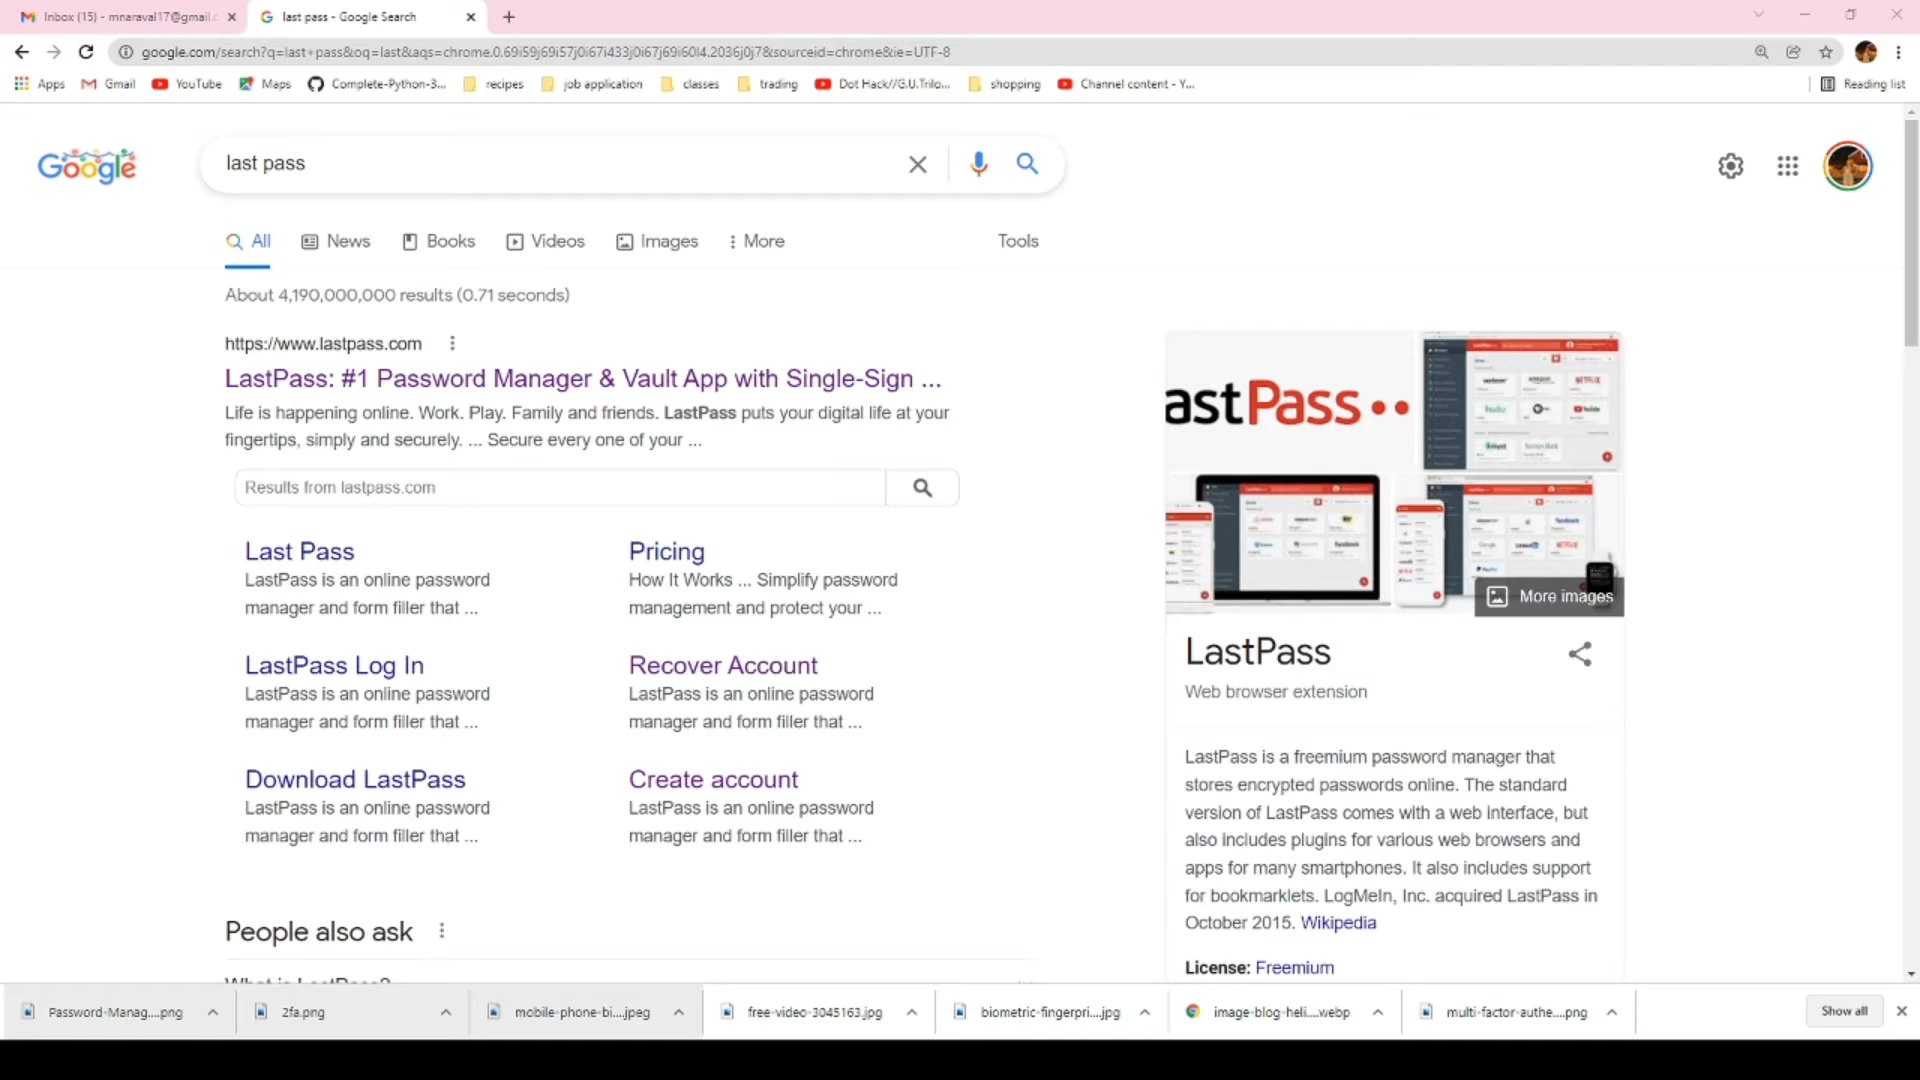 Inbox (15) - mnaraval17@gmail.c
last pass - Google Search
google.com/search?q=last+pass&oq=last&aqs=chrome.0.69i59j69i57j0i67i433j0i67j69i60l4.2036j0j7&sourceid=chrome&ie=UTF-8
Apps Gmail YouTube Maps Complete-Python-3... recipes job application classes trading Dot Hack//G.U.Trilo... shopping Channel content - Y... Reading list
Google
last pass
All News Books Videos Images More Tools
About 4,190,000,000 results (0.71 seconds)
https://www.lastpass.com
LastPass: #1 Password Manager & Vault App with Single-Sign ...
Life is happening online. Work. Play. Family and friends. LastPass puts your digital life at your
fingertips, simply and securely. ... Secure every one of your ...
Results from lastpass.com
Last Pass
LastPass is an online password
manager and form filler that ...
Pricing
How It Works ... Simplify password
management and protect your ...
LastPass Log In
LastPass is an online password
manager and form filler that ...
Recover Account
LastPass is an online password
manager and form filler that ...
Download LastPass
LastPass is an online password
manager and form filler that ...
Create account
LastPass is an online password
manager and form filler that ...
People also ask
What is LastPass?
astPass
More images
LastPass
Web browser extension
LastPass is a freemium password manager that
stores encrypted passwords online. The standard
version of LastPass comes with a web interface, but
also includes plugins for various web browsers and
apps for many smartphones. It also includes support
for bookmarklets. LogMeIn, Inc. acquired LastPass in
October 2015. Wikipedia
License: Freemium
Password-Manag....png 2fa.png mobile-phone-bi....jpeg free-video-3045163.jpg biometric-fingerpri....jpg image-blog-heli....webp multi-factor-authe....png Show all